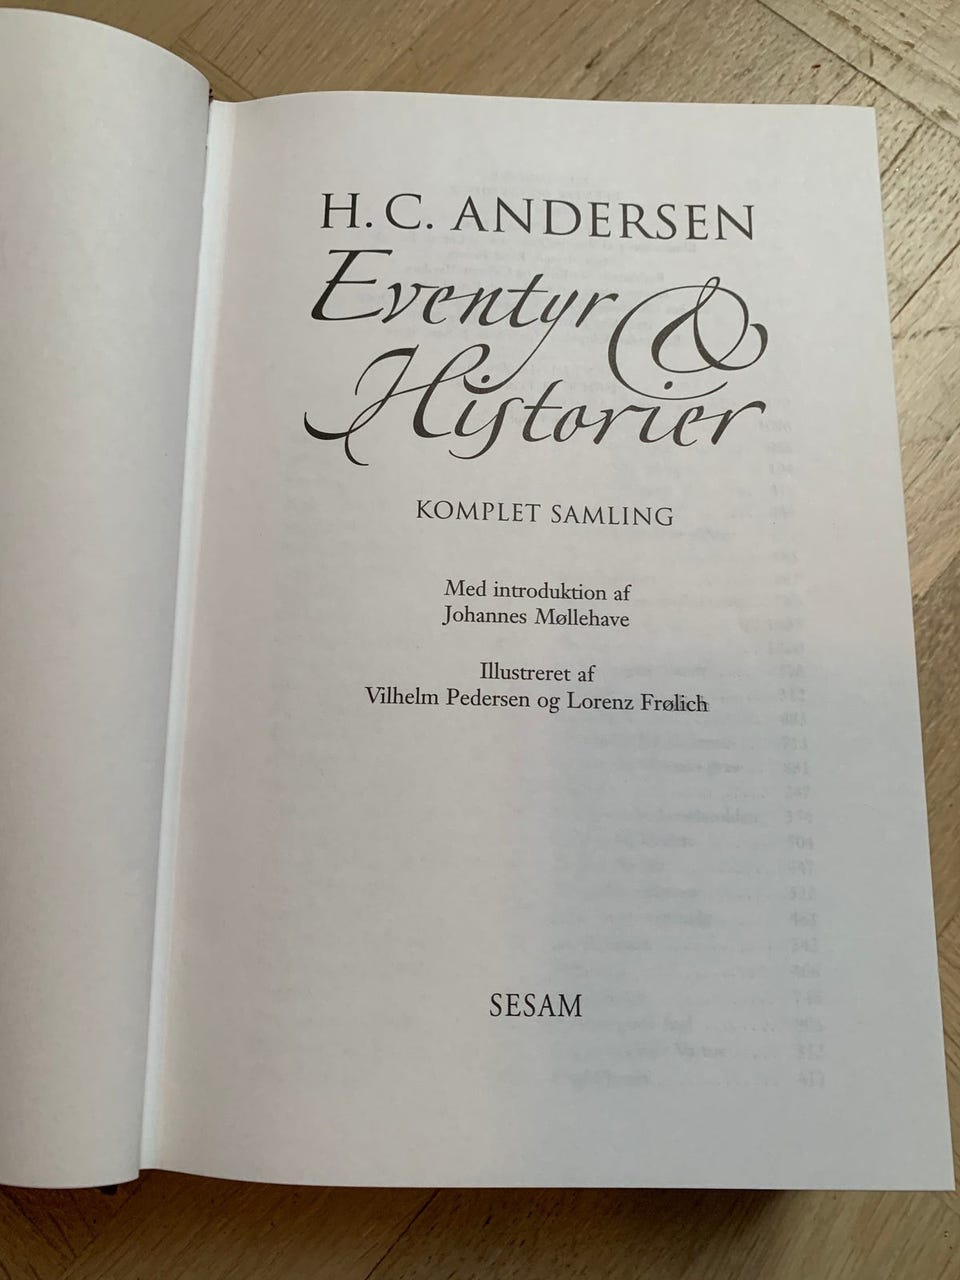 H. C. ANDERSEN
Eventyr &
Historier
KOMPLET SAMLING
Med introduktion af
Johannes Møllehave
Illustreret af
Vilhelm Pedersen og Lorenz Frølich
SESAM